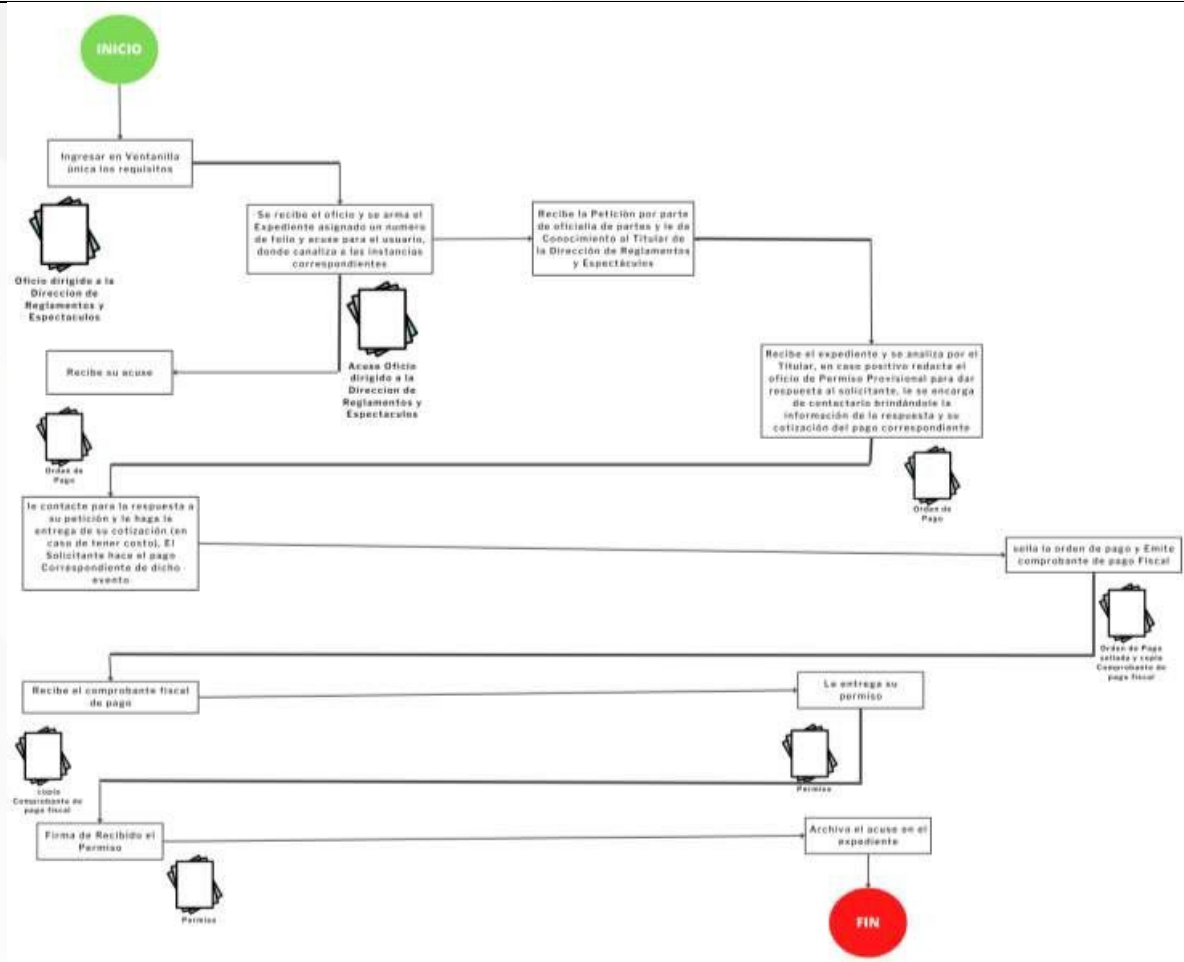 INICIO
Ingresar en Ventanilla
única los requisitos
Oficio dirigido a la
Direccion de
Reglamentos y
Espectaculos
Se recibe el oficio y se arma el
Expediente asignado un numero
de folio y acuse para el usuario,
donde canaliza a las instancias
correspondientes
Acuse Oficio
dirigido a la
Direccion de
Reglamentos y
Espectaculos
Recibe la Petición por parte
de oficialia de partes y le da
Conocimiento al Titular de
la Dirección de Reglamentos
y Espectáculos
Recibe su acuse
Orden de
Pago
Recibe el expediente y se analiza por el
Titular, en caso positivo redacta el
oficio de Permiso Provisional para dar
respuesta al solicitante, le se encarga
de contactarlo brindándole la
información de la respuesta y su
cotización del pago correspondiente
Orden de
Pago
le contacte para la respuesta a
su petición y le haga le
entrega de su cotización (en
caso de tener costo), El
Solicitante hace el pago
Correspondiente de dicho
evento
sella la orden de pago y Emite
comprobante de pago Fiscal
Orden de Pago
sellada y copia
Comprobante de
pago fiscal
Recibe el comprobante fiscal
de pago
copia
Comprobante de
pago fiscal
Le entrega su
permiso
Permiso
Firma de Recibido el
Permiso
Permiso
Archiva el acuse en el
expediente
FIN